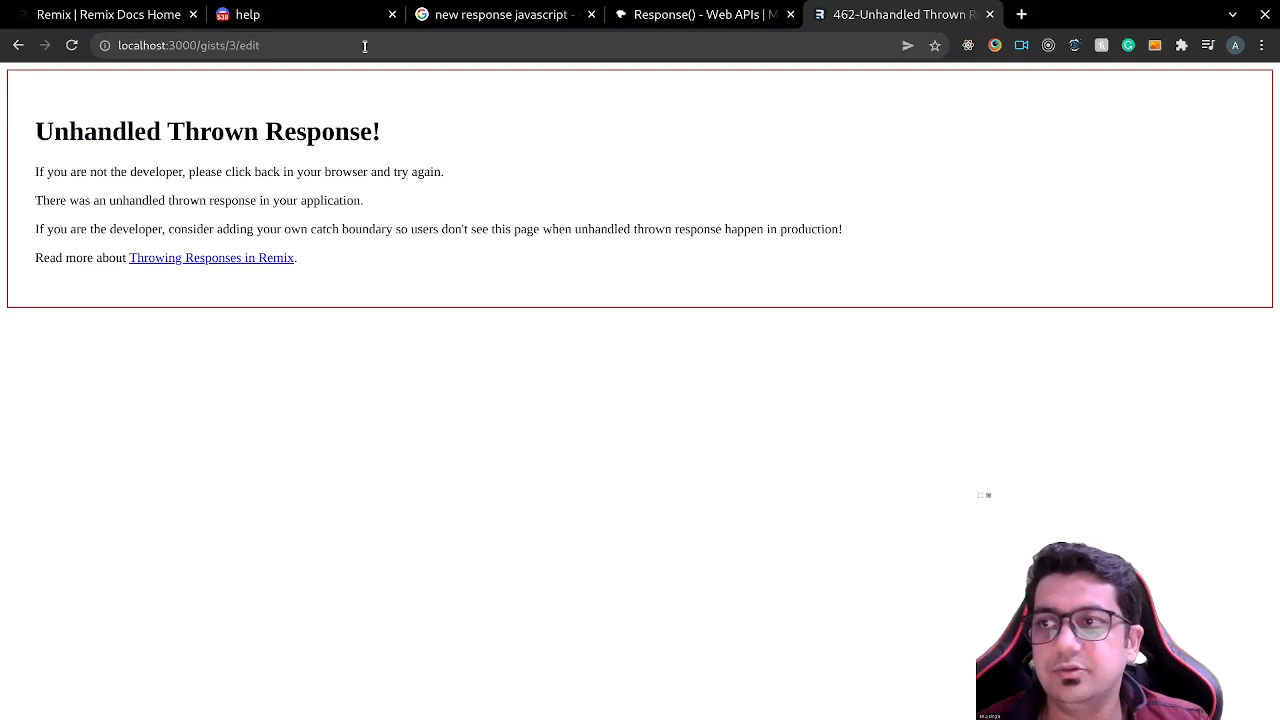 Remix | Remix Docs Home
help
new response javascript -
Response() - Web APIs | M
462-Unhandled Thrown R
localhost:3000/gists/3/edit
A
Unhandled Thrown Response!
If you are not the developer, please click back in your browser and try again.
There was an unhandled thrown response in your application.
If you are the developer, consider adding your own catch boundary so users don't see this page when unhandled thrown response happen in production!
Read more about Throwing Responses in Remix.